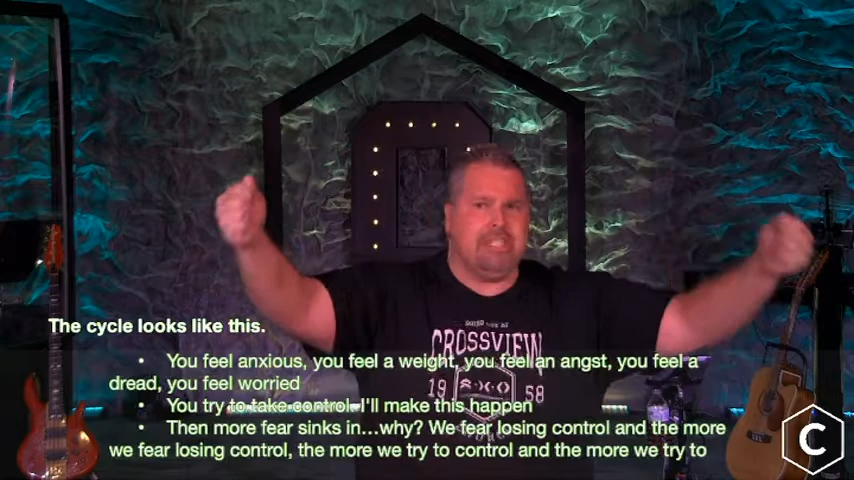 The cycle looks like this.
• You feel anxious, you feel a weight, you feel an angst, you feel a
dread, you feel worried
• You try to take control. I'll make this happen
• Then more fear sinks in…why? We fear losing control and the more
we fear losing control, the more we try to control and the more we try to
CROSSVIEW
19 58
C